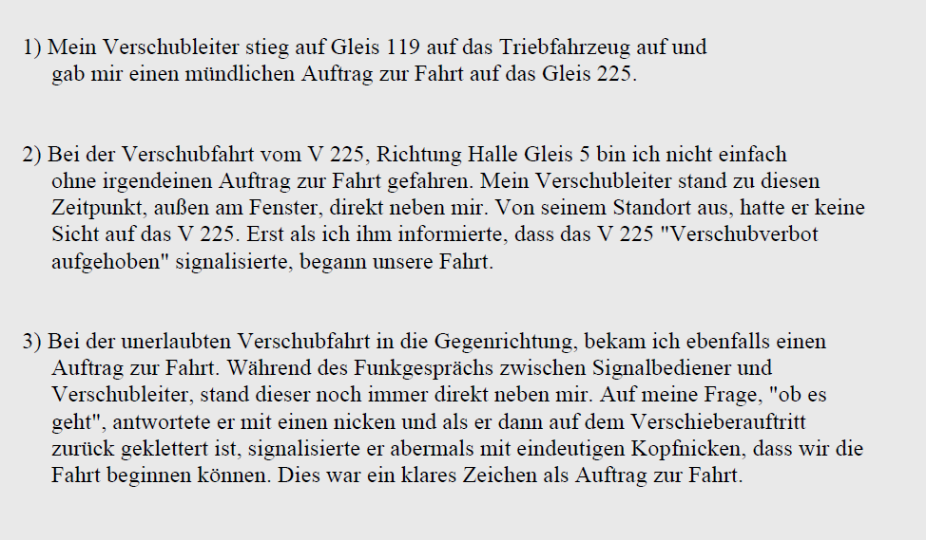 1) Mein Verschubleiter stieg auf Gleis 119 auf das Triebfahrzeug auf und
gab mir einen mündlichen Auftrag zur Fahrt auf das Gleis 225.
2) Bei der Verschubfahrt vom V 225, Richtung Halle Gleis 5 bin ich nicht einfach
ohne irgendeinen Auftrag zur Fahrt gefahren. Mein Verschubleiter stand zu diesen
Zeitpunkt, außen am Fenster, direkt neben mir. Von seinem Standort aus, hatte er keine
Sicht auf das V 225. Erst als ich ihm informierte, dass das V 225 "Verschubverbot
aufgehoben" signalisierte, begann unsere Fahrt.
3) Bei der unerlaubten Verschubfahrt in die Gegenrichtung, bekam ich ebenfalls einen
Auftrag zur Fahrt. Während des Funkgesprächs zwischen Signalbediener und
Verschubleiter, stand dieser noch immer direkt neben mir. Auf meine Frage, "ob es
geht", antwortete er mit einen nicken und als er dann auf dem Verschieberauftritt
zurück geklettert ist, signalisierte er abermals mit eindeutigen Kopfnicken, dass wir die
Fahrt beginnen können. Dies war ein klares Zeichen als Auftrag zur Fahrt.